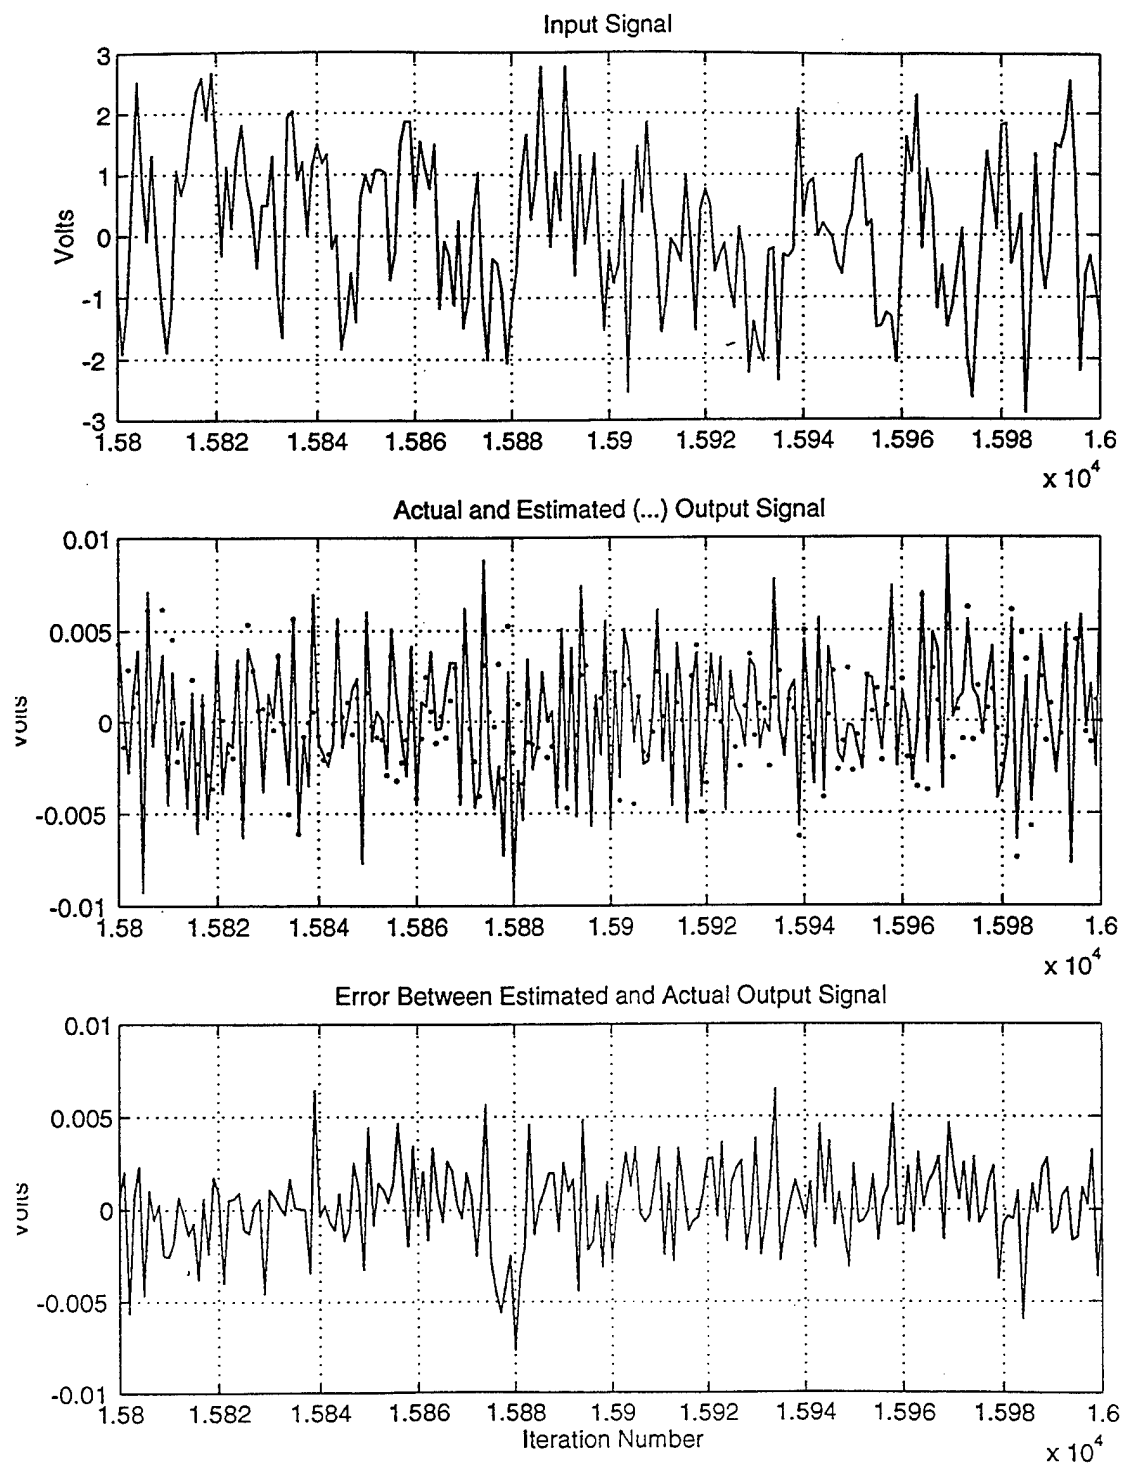 Input Signal
3
2
1
0
-1
-2
-3
Volts
1.58 1.582 1.584 1.586 1.588 1.59 1.592 1.594 1.596 1.598 1.6
x 10^4
Actual and Estimated (...) Output Signal
0.01
0.005
0
-0.005
-0.01
Volts
1.58 1.582 1.584 1.586 1.588 1.59 1.592 1.594 1.596 1.598 1.6
x 10^4
Error Between Estimated and Actual Output Signal
0.01
0.005
0
-0.005
-0.01
Volts
1.58 1.582 1.584 1.586 1.588 1.59 1.592 1.594 1.596 1.598 1.6
Iteration Number
x 10^4